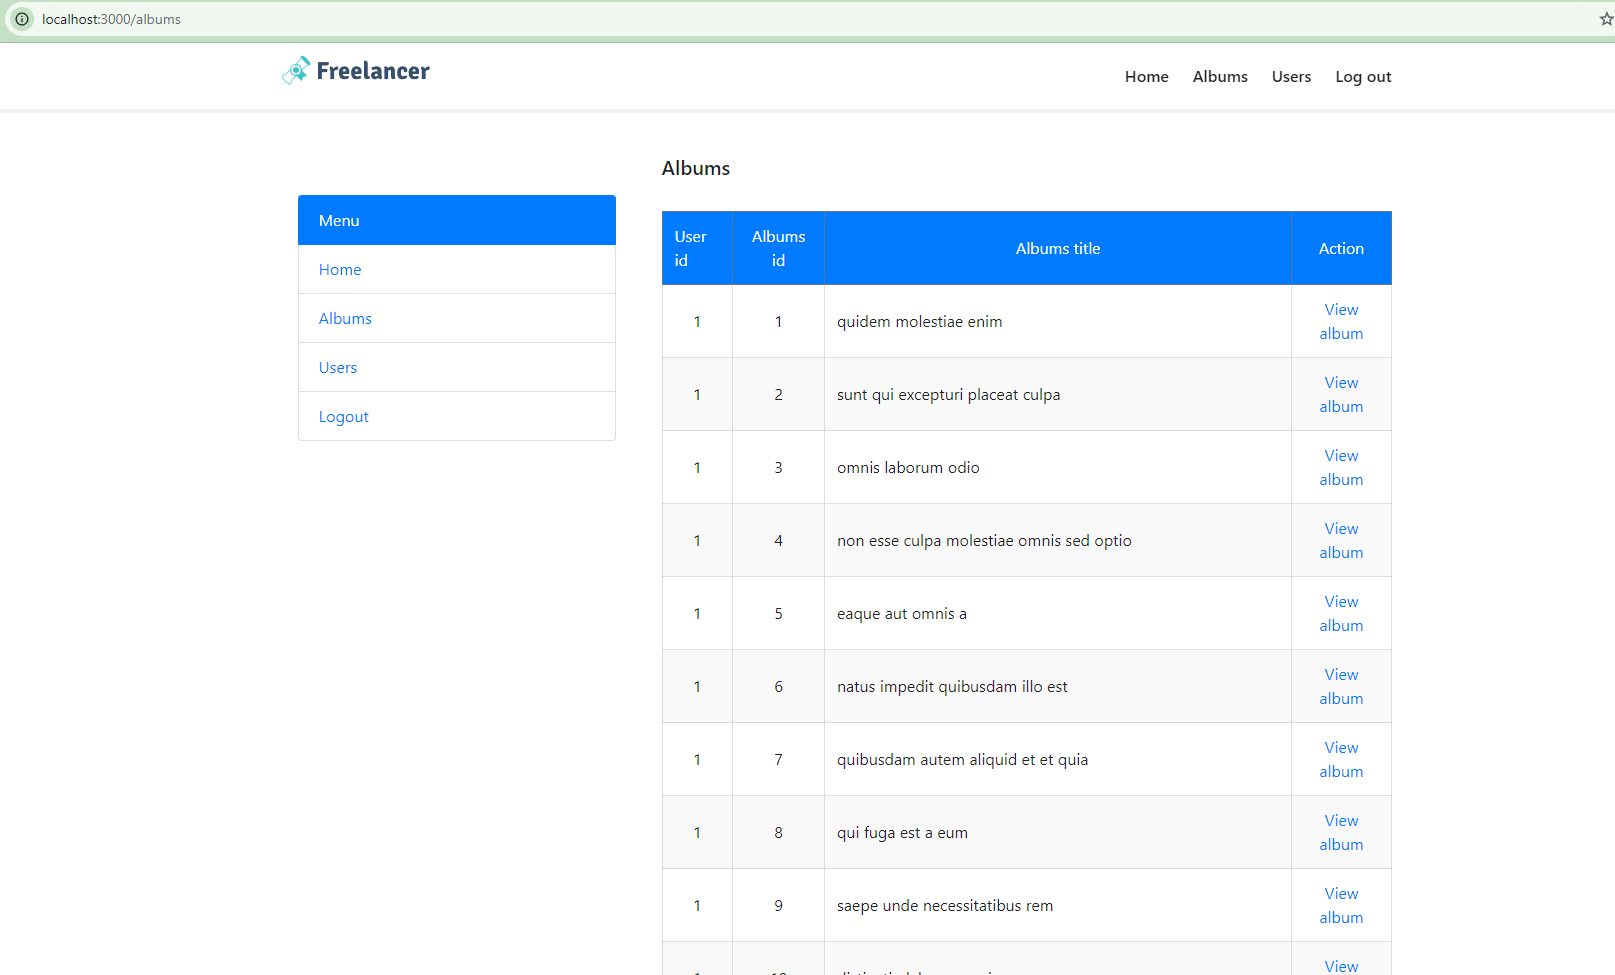 localhost:3000/albums
Freelancer
Home Albums Users Log out
Albums
Menu
Home
Albums
Users
Logout
User id Albums id Albums title Action
1 1 quidem molestiae enim View album
1 2 sunt qui excepturi placeat culpa View album
1 3 omnis laborum odio View album
1 4 non esse culpa molestiae omnis sed optio View album
1 5 eaque aut omnis a View album
1 6 natus impedit quibusdam illo est View album
1 7 quibusdam autem aliquid et et quia View album
1 8 qui fuga est a eum View album
1 9 saepe unde necessitatibus rem View album
View